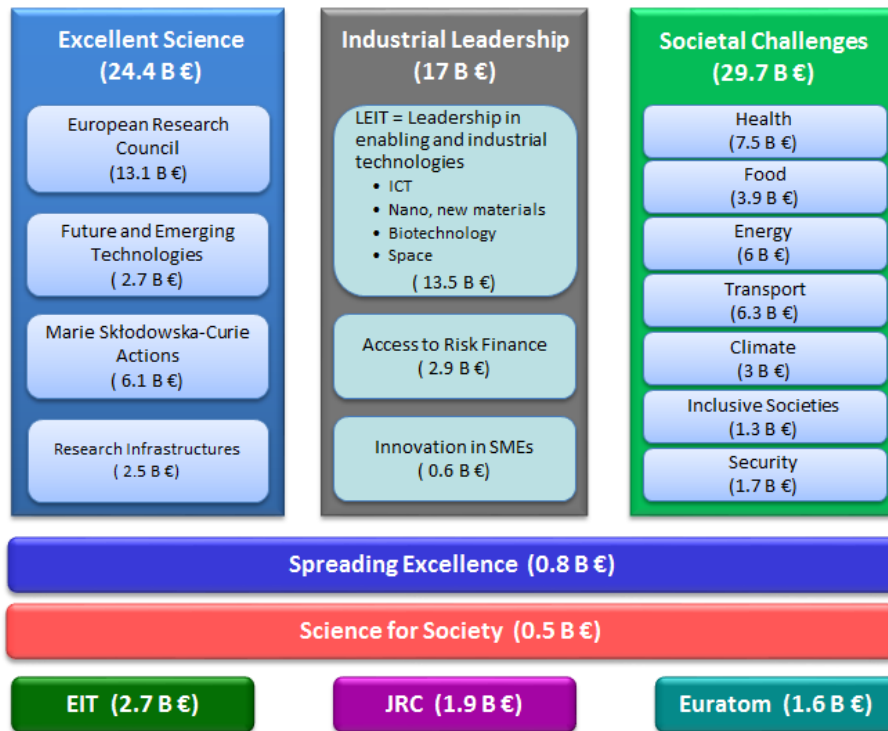 Excellent Science
(24.4 B €)
European Research
Council
(13.1 B €)
Future and Emerging
Technologies
( 2.7 B €)
Marie Skłodowska-Curie
Actions
( 6.1 B €)
Research Infrastructures
( 2.5 B €)
Industrial Leadership
(17 B €)
LEIT = Leadership in
enabling and industrial
technologies
• ICT
• Nano, new materials
• Biotechnology
• Space
( 13.5 B €)
Access to Risk Finance
( 2.9 B €)
Innovation in SMEs
( 0.6 B €)
Societal Challenges
(29.7 B €)
Health
(7.5 B €)
Food
(3.9 B €)
Energy
(6 B €)
Transport
(6.3 B €)
Climate
(3 B €)
Inclusive Societies
(1.3 B €)
Security
(1.7 B €)
Spreading Excellence (0.8 B €)
Science for Society (0.5 B €)
EIT (2.7 B €)
JRC (1.9 B €)
Euratom (1.6 B €)